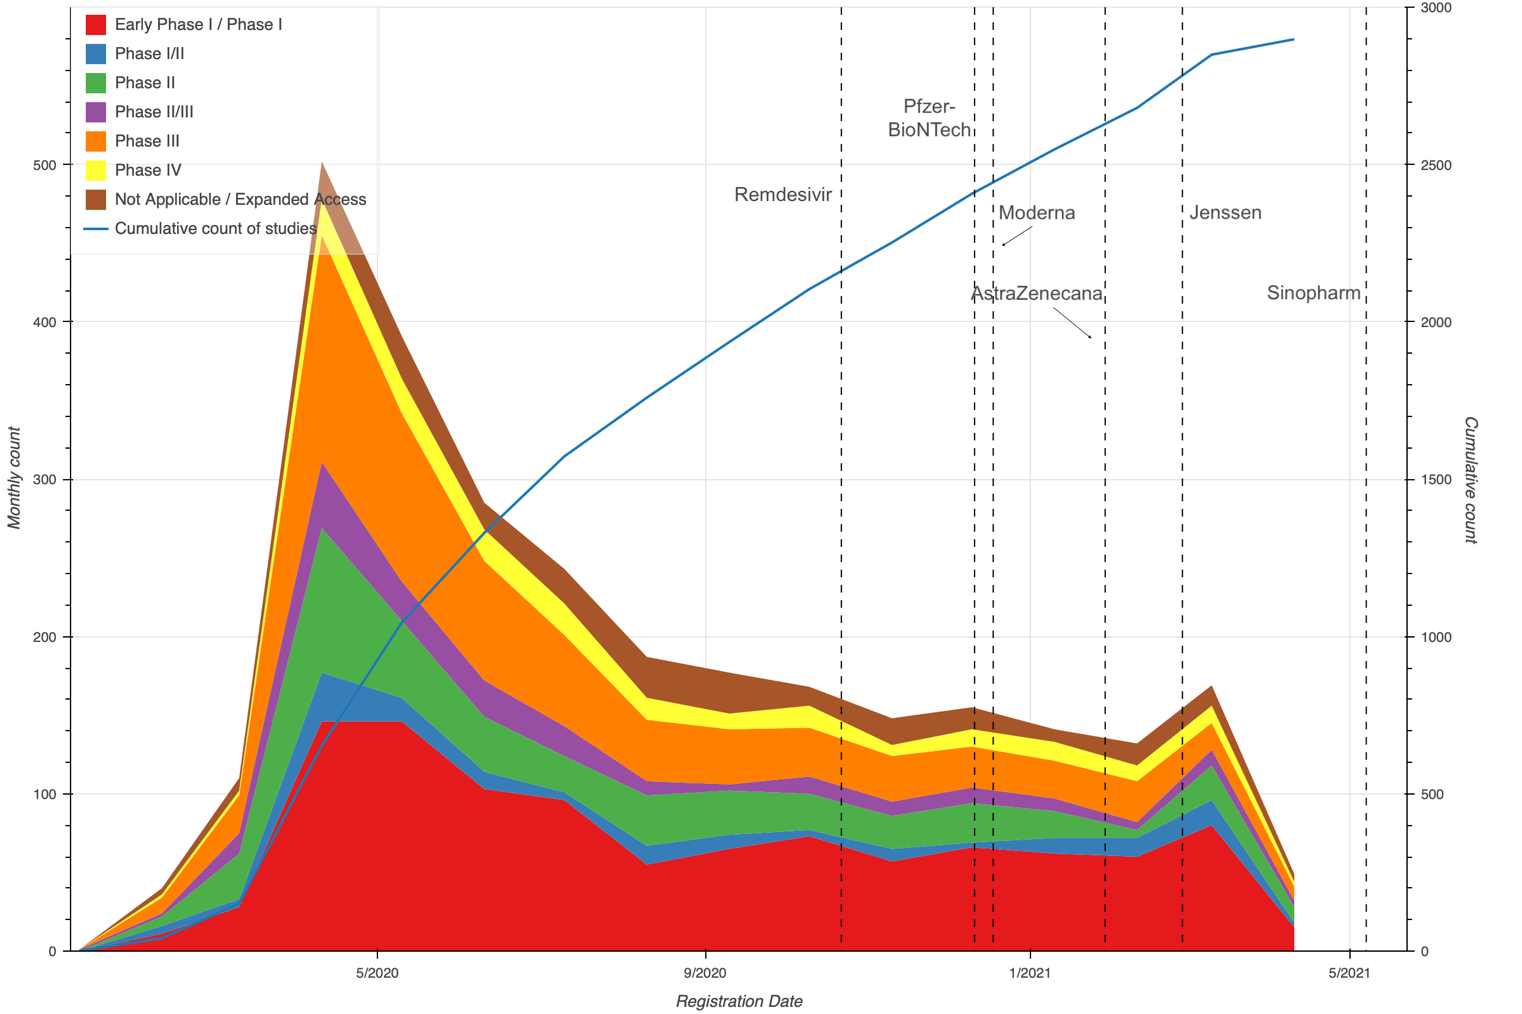 Early Phase I / Phase I
Phase I/II
Phase II
Phase II/III
Phase III
Phase IV
Not Applicable / Expanded Access
Cumulative count of studies
Pfzer-
BioNTech
Remdesivir
Moderna
Jenssen
AstraZenecana
Sinopharm
Monthly count
500
400
300
200
100
0
3000
2500
2000
1500
1000
500
0
Cumulative count
5/2020
9/2020
1/2021
5/2021
Registration Date